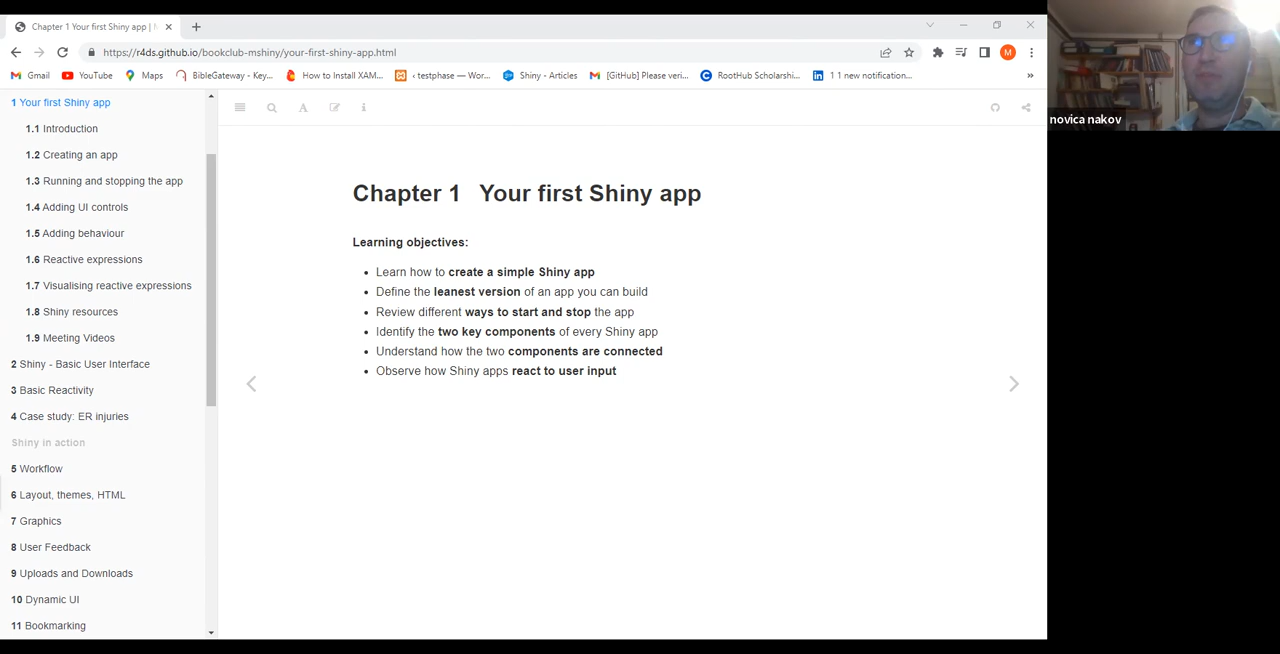 Chapter 1 Your first Shiny app |
https://r4ds.github.io/bookclub-mshiny/your-first-shiny-app.html
M
Gmail YouTube Maps BibleGateway - Key... How to Install XAM... ‹ testphase — Wor... Shiny - Articles [GitHub] Please veri... RootHub Scholarshi... 1 1 new notification... »
1 Your first Shiny app
1.1 Introduction
1.2 Creating an app
1.3 Running and stopping the app
1.4 Adding UI controls
1.5 Adding behaviour
1.6 Reactive expressions
1.7 Visualising reactive expressions
1.8 Shiny resources
1.9 Meeting Videos
2 Shiny - Basic User Interface
3 Basic Reactivity
4 Case study: ER injuries
Shiny in action
5 Workflow
6 Layout, themes, HTML
7 Graphics
8 User Feedback
9 Uploads and Downloads
10 Dynamic UI
11 Bookmarking
Chapter 1 Your first Shiny app
Learning objectives:
• Learn how to create a simple Shiny app
• Define the leanest version of an app you can build
• Review different ways to start and stop the app
• Identify the two key components of every Shiny app
• Understand how the two components are connected
• Observe how Shiny apps react to user input
novica nakov